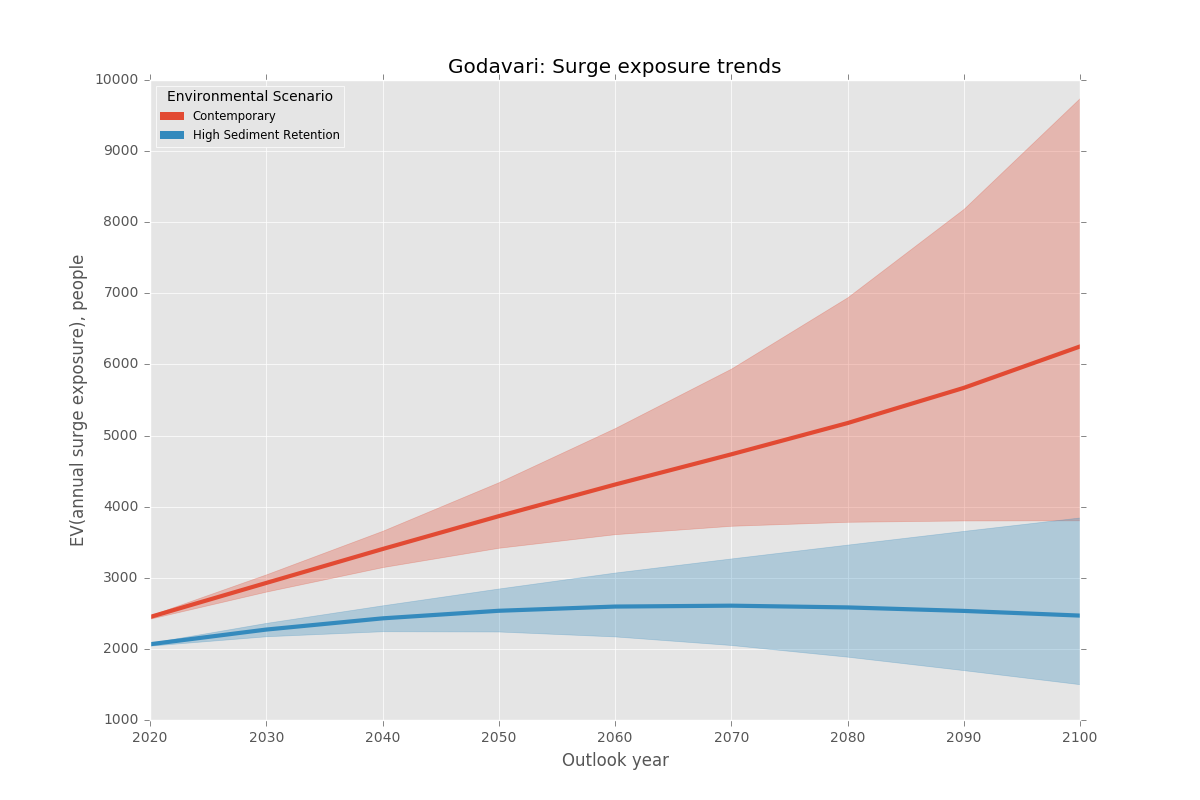 Godavari: Surge exposure trends
Environmental Scenario
Contemporary
High Sediment Retention
EV(annual surge exposure), people
10000
9000
8000
7000
6000
5000
4000
3000
2000
1000
2020 2030 2040 2050 2060 2070 2080 2090 2100
Outlook year